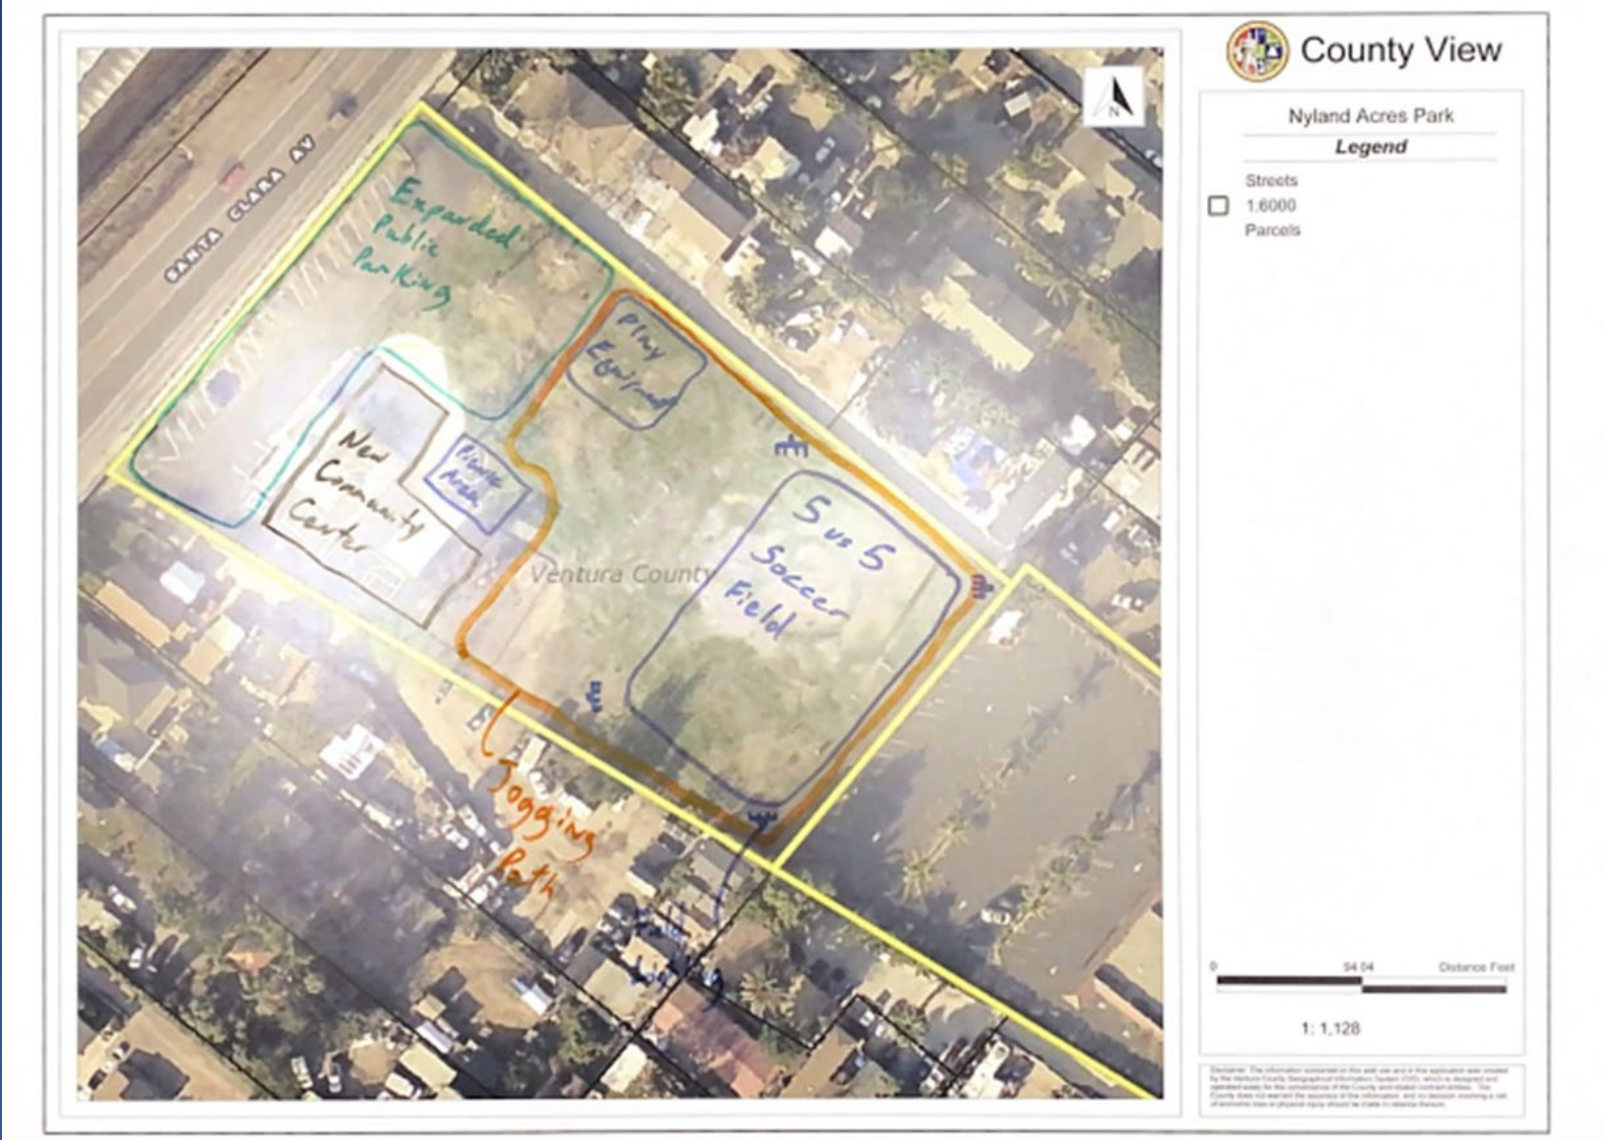 County View
Nyland Acres Park
Legend
Streets
1:6000
Parcels
N
SANTA CLARA AV
Expanded
Public
Parking
Play
Equipment
New
Community
Center
Picnic
Area
Ventura County
5 vs 5
Soccer
Field
Jogging
Path
Field
Lighting
0
94.04
Distance Feet
1: 1,128